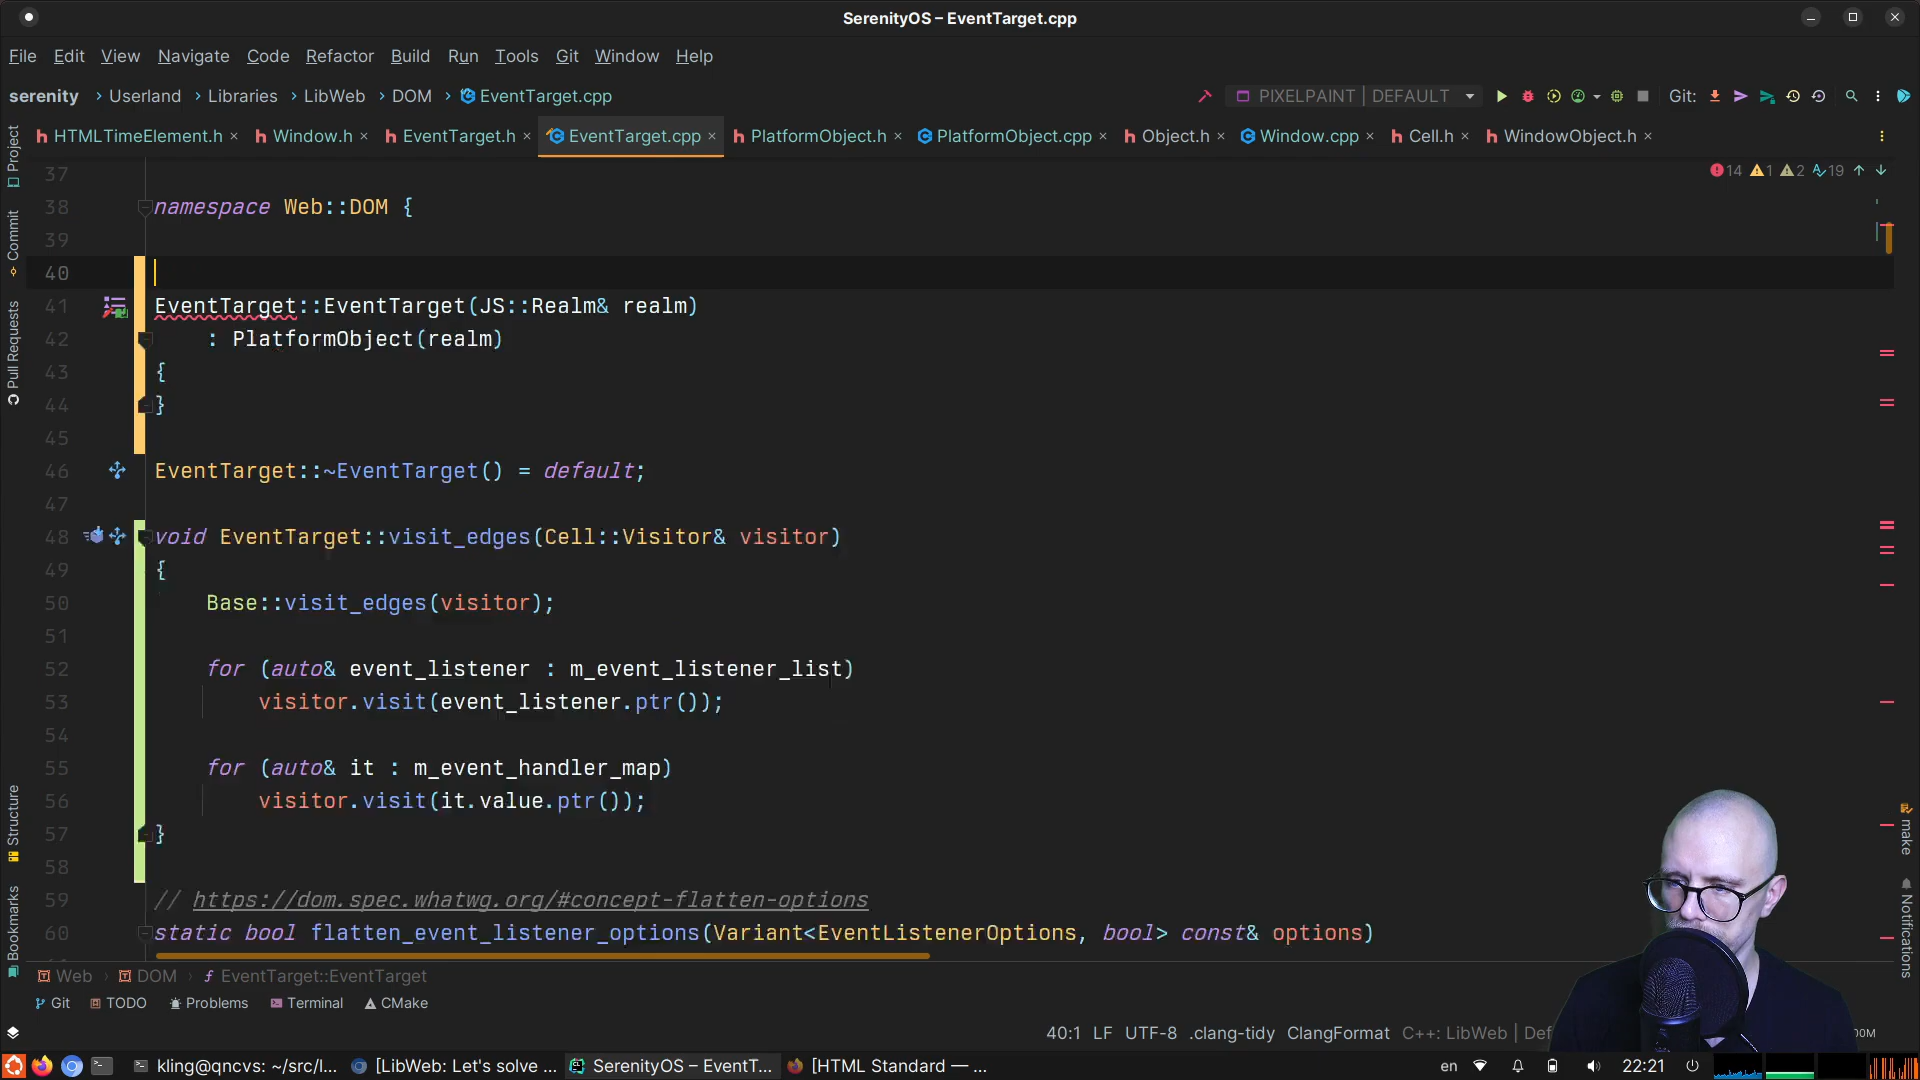 SerenityOS – EventTarget.cpp
File Edit View Navigate Code Refactor Build Run Tools Git Window Help
serenity › Userland › Libraries › LibWeb › DOM › EventTarget.cpp
PIXELPAINT | DEFAULT
Git:
HTMLTimeElement.h × Window.h × EventTarget.h × EventTarget.cpp × PlatformObject.h × PlatformObject.cpp × Object.h × Window.cpp × Cell.h × WindowObject.h ×
Project
Commit
Pull Requests
Structure
Bookmarks
14 1 2 19
37
38 namespace Web::DOM {
39
40
41 EventTarget::EventTarget(JS::Realm& realm)
42 : PlatformObject(realm)
43 {
44 }
45
46 EventTarget::~EventTarget() = default;
47
48 void EventTarget::visit_edges(Cell::Visitor& visitor)
49 {
50 Base::visit_edges(visitor);
51
52 for (auto& event_listener : m_event_listener_list)
53 visitor.visit(event_listener.ptr());
54
55 for (auto& it : m_event_handler_map)
56 visitor.visit(it.value.ptr());
57 }
58
59 // https://dom.spec.whatwg.org/#concept-flatten-options
60 static bool flatten_event_listener_options(Variant<EventListenerOptions, bool> const& options)
make
Notifications
Web › DOM › EventTarget::EventTarget
Git TODO Problems Terminal CMake
40:1 LF UTF-8 .clang-tidy ClangFormat C++: LibWeb | Def
kling@qncvs: ~/src/l... [LibWeb: Let's solve ... SerenityOS – EventT... [HTML Standard — ...
en 22:21